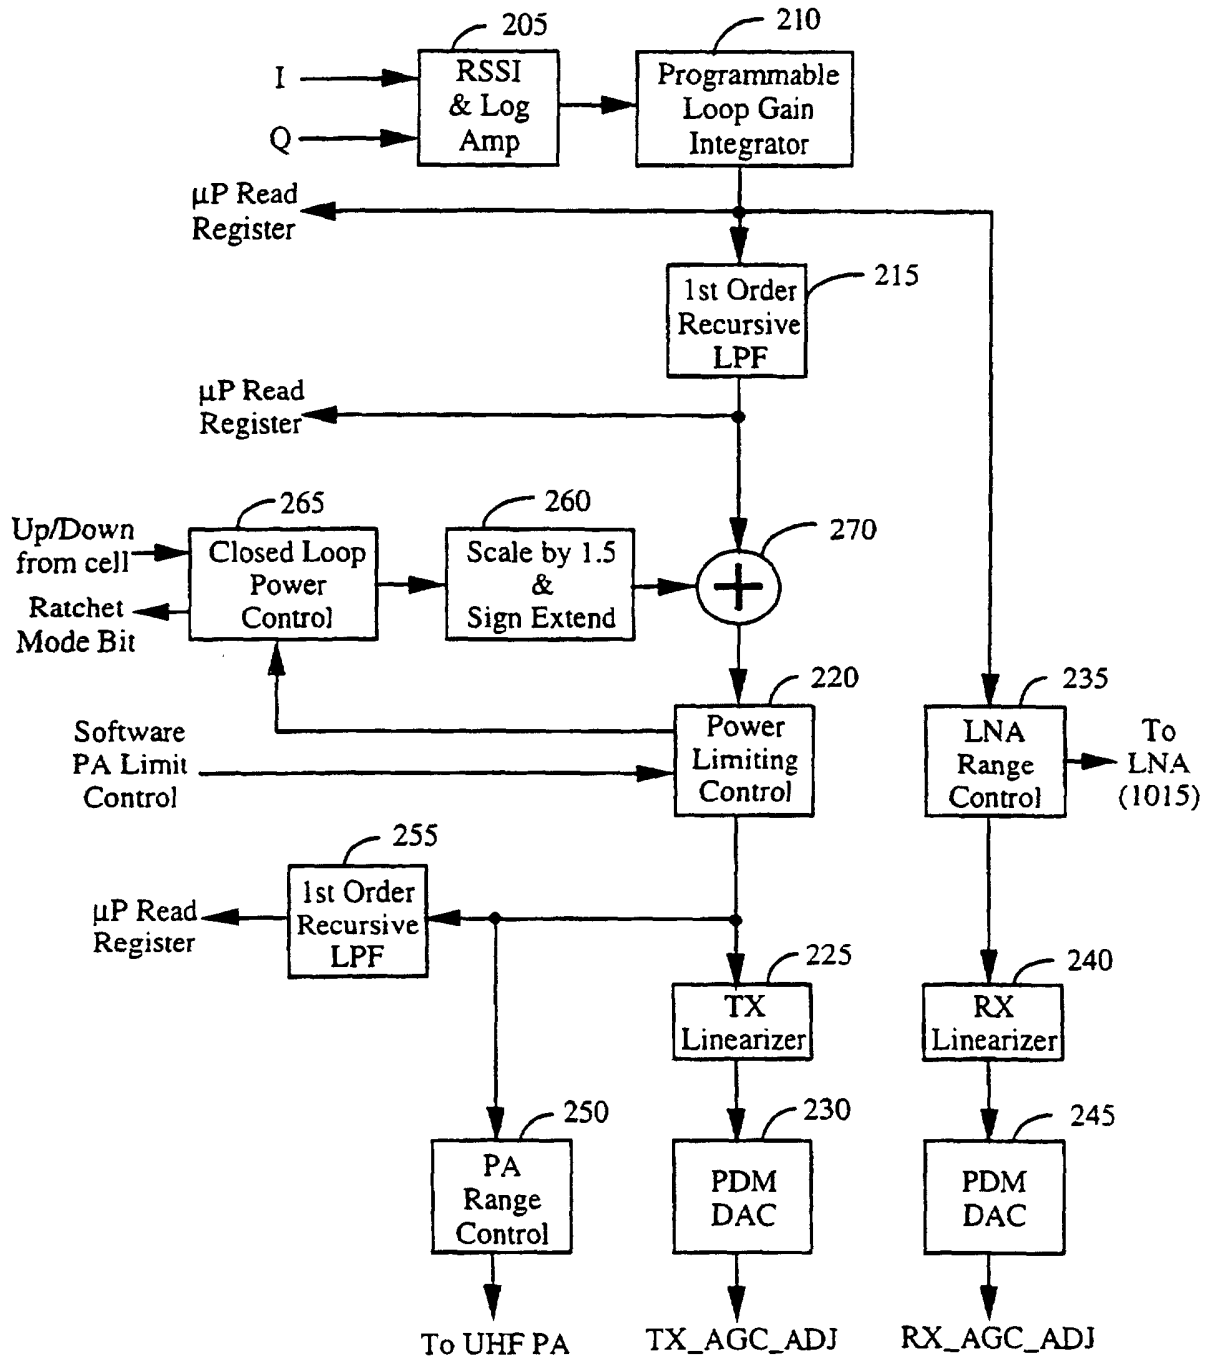 205
210
I
Q
RSSI
& Log
Amp
Programmable
Loop Gain
Integrator
μP Read
Register
215
1st Order
Recursive
LPF
μP Read
Register
265
260
270
Up/Down
from cell
Ratchet
Mode Bit
Closed Loop
Power
Control
Scale by 1.5
&
Sign Extend
+
220
235
Software
PA Limit
Control
Power
Limiting
Control
LNA
Range
Control
To
LNA
(1015)
255
1st Order
Recursive
LPF
μP Read
Register
225
240
TX
Linearizer
RX
Linearizer
250
230
245
PA
Range
Control
PDM
DAC
PDM
DAC
To UHF PA
TX_AGC_ADJ
RX_AGC_ADJ